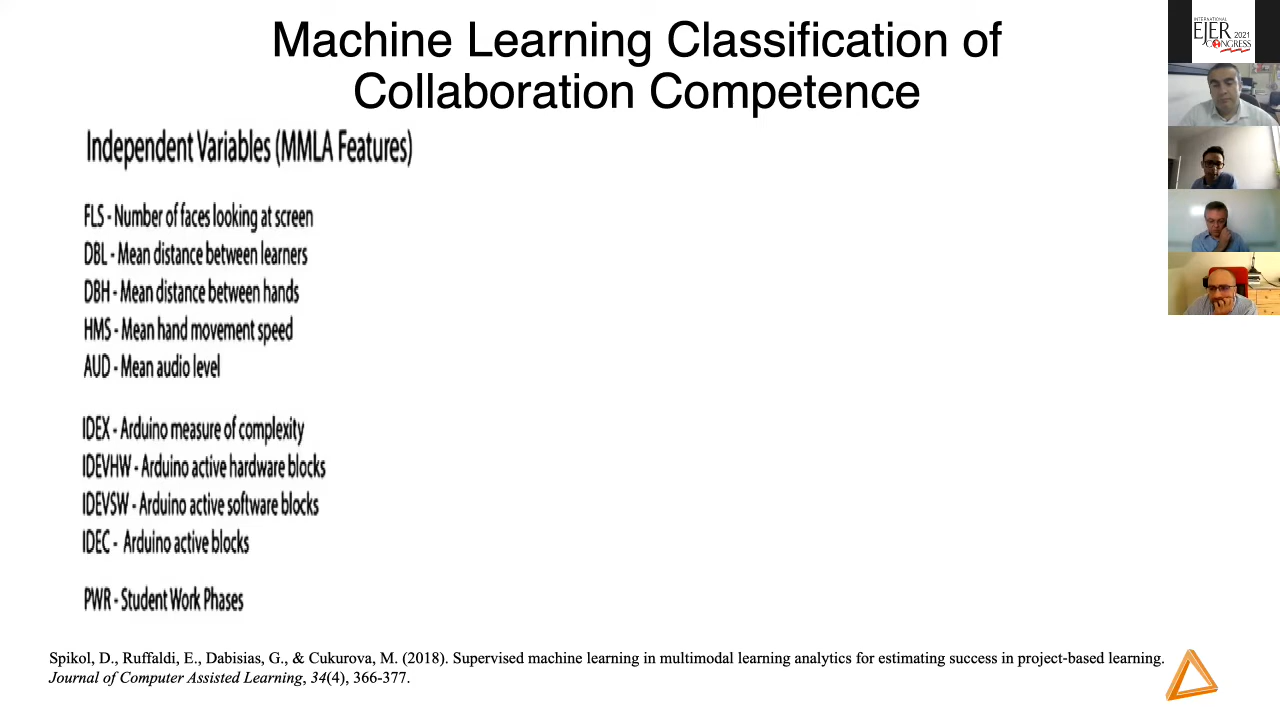 Machine Learning Classification of
Collaboration Competence
Independent Variables (MMLA Features)
FLS - Number of faces looking at screen
DBL - Mean distance between learners
DBH - Mean distance between hands
HMS - Mean hand movement speed
AUD - Mean audio level
IDEX - Arduino measure of complexity
IDEVHW - Arduino active hardware blocks
IDEVSW - Arduino active software blocks
IDEC - Arduino active blocks
PWR - Student Work Phases
Spikol, D., Ruffaldi, E., Dabisias, G., & Cukurova, M. (2018). Supervised machine learning in multimodal learning analytics for estimating success in project-based learning.
Journal of Computer Assisted Learning, 34(4), 366-377.
INTERNATIONAL
EJER 2021
CONGRESS